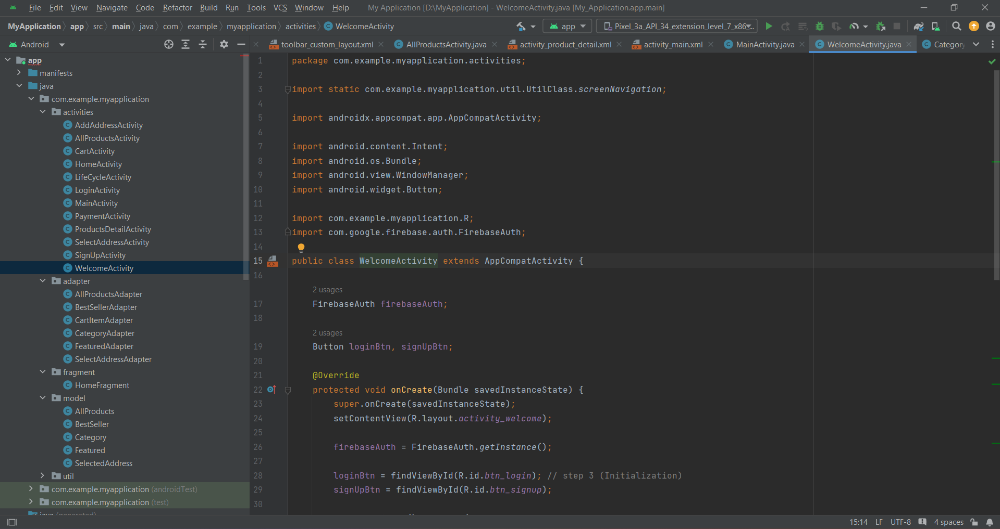 File Edit View Navigate Code Refactor Build Run Tools VCS Window Help My Application [D:\MyApplication] - WelcomeActivity.java [My_Application.app.main]
MyApplication app src main java com example myapplication activities WelcomeActivity app Pixel_3a_API_34_extension_level_7_x86...
Android
toolbar_custom_layout.xml AllProductsActivity.java activity_product_detail.xml activity_main.xml MainActivity.java WelcomeActivity.java Category
app
manifests
java
com.example.myapplication
activities
AddAddressActivity
AllProductsActivity
CartActivity
HomeActivity
LifeCycleActivity
LoginActivity
MainActivity
PaymentActivity
ProductsDetailActivity
SelectAddressActivity
SignUpActivity
WelcomeActivity
adapter
AllProductsAdapter
BestSellerAdapter
CartItemAdapter
CategoryAdapter
FeaturedAdapter
SelectAddressAdapter
fragment
HomeFragment
model
AllProducts
BestSeller
Category
Featured
SelectedAddress
util
com.example.myapplication (androidTest)
com.example.myapplication (test)
java (generated)
1 package com.example.myapplication.activities;
2
3 import static com.example.myapplication.util.UtilClass.screenNavigation;
4
5 import androidx.appcompat.app.AppCompatActivity;
6
7 import android.content.Intent;
8 import android.os.Bundle;
9 import android.view.WindowManager;
10 import android.widget.Button;
11
12 import com.example.myapplication.R;
13 import com.google.firebase.auth.FirebaseAuth;
14
15 public class WelcomeActivity extends AppCompatActivity {
16
2 usages
17 FirebaseAuth firebaseAuth;
18
2 usages
19 Button loginBtn, signUpBtn;
20
21 @Override
22 protected void onCreate(Bundle savedInstanceState) {
23 super.onCreate(savedInstanceState);
24 setContentView(R.layout.activity_welcome);
25
26 firebaseAuth = FirebaseAuth.getInstance();
27
28 loginBtn = findViewById(R.id.btn_login); // step 3 (Initialization)
29 signUpBtn = findViewById(R.id.btn_signup);
30
15:14 LF UTF-8 4 spaces